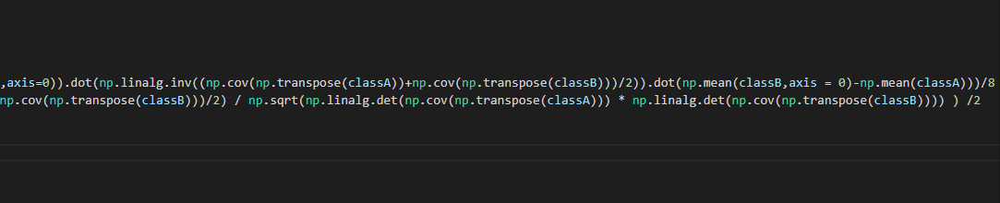 ,axis=0)).dot(np.linalg.inv((np.cov(np.transpose(classA))+np.cov(np.transpose(classB)))/2)).dot(np.mean(classB,axis = 0)-np.mean(classA)))/8
np.cov(np.transpose(classB)))/2) / np.sqrt(np.linalg.det(np.cov(np.transpose(classA))) * np.linalg.det(np.cov(np.transpose(classB)))) ) /2